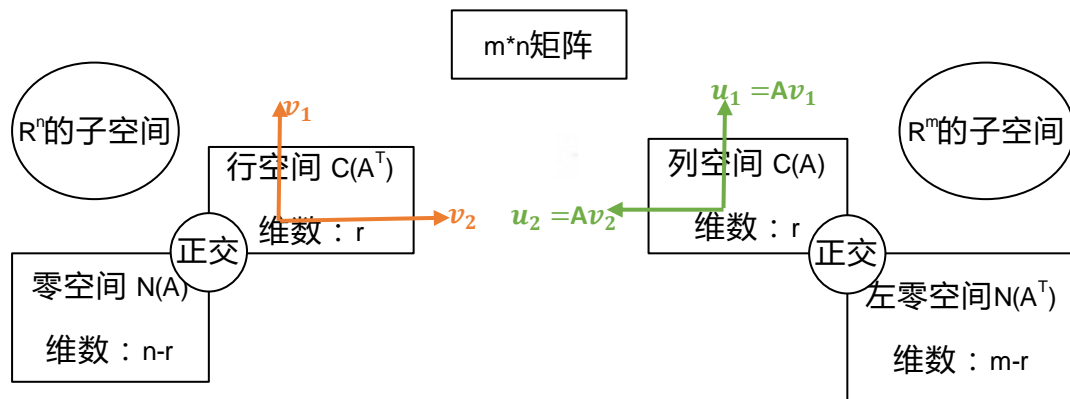 m*n矩阵
Rⁿ的子空间
v₁
行空间 C(Aᵀ)
v₂
维数：r
正交
零空间 N(A)
维数：n-r
u₁ =Av₁
Rᵐ的子空间
列空间 C(A)
u₂ =Av₂
维数：r
正交
左零空间N(Aᵀ)
维数：m-r